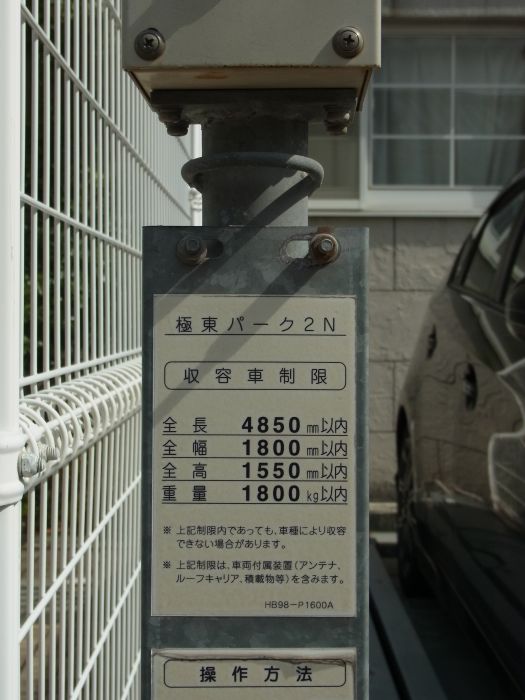 極東パーク2N
収容車制限
全長 4850 mm以内
全幅 1800 mm以内
全高 1550 mm以内
重量 1800 kg以内
※ 上記制限内であっても、車種により収容
できない場合があります。
※ 上記制限は、車両付属装置(アンテナ、
ルーフキャリア、積載物等)を含みます。
HB98-P1600A
操作方法